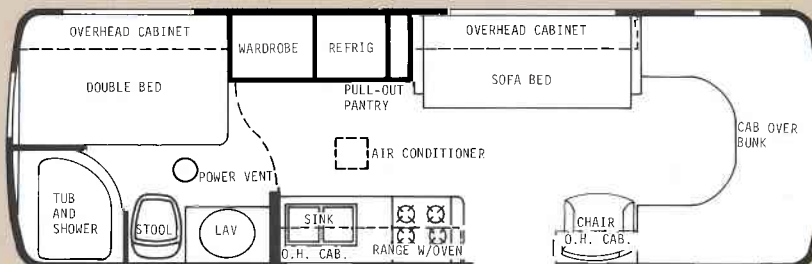 OVERHEAD CABINET
WARDROBE
REFRIG
OVERHEAD CABINET
DOUBLE BED
PULL-OUT
PANTRY
SOFA BED
CAB OVER
BUNK
AIR CONDITIONER
POWER VENT
TUB
AND
SHOWER
STOOL
LAV
SINK
O.H. CAB.
RANGE W/OVEN
CHAIR
O.H. CAB.